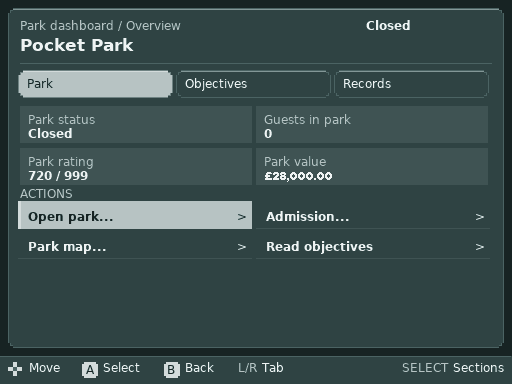 Park dashboard / Overview
Closed
Pocket Park
Park
Objectives
Records
Park status
Closed
Guests in park
0
Park rating
720 / 999
Park value
£28,000.00
ACTIONS
Open park... >
Admission... >
Park map... >
Read objectives >
Move
A Select
B Back
L/R Tab
SELECT Sections